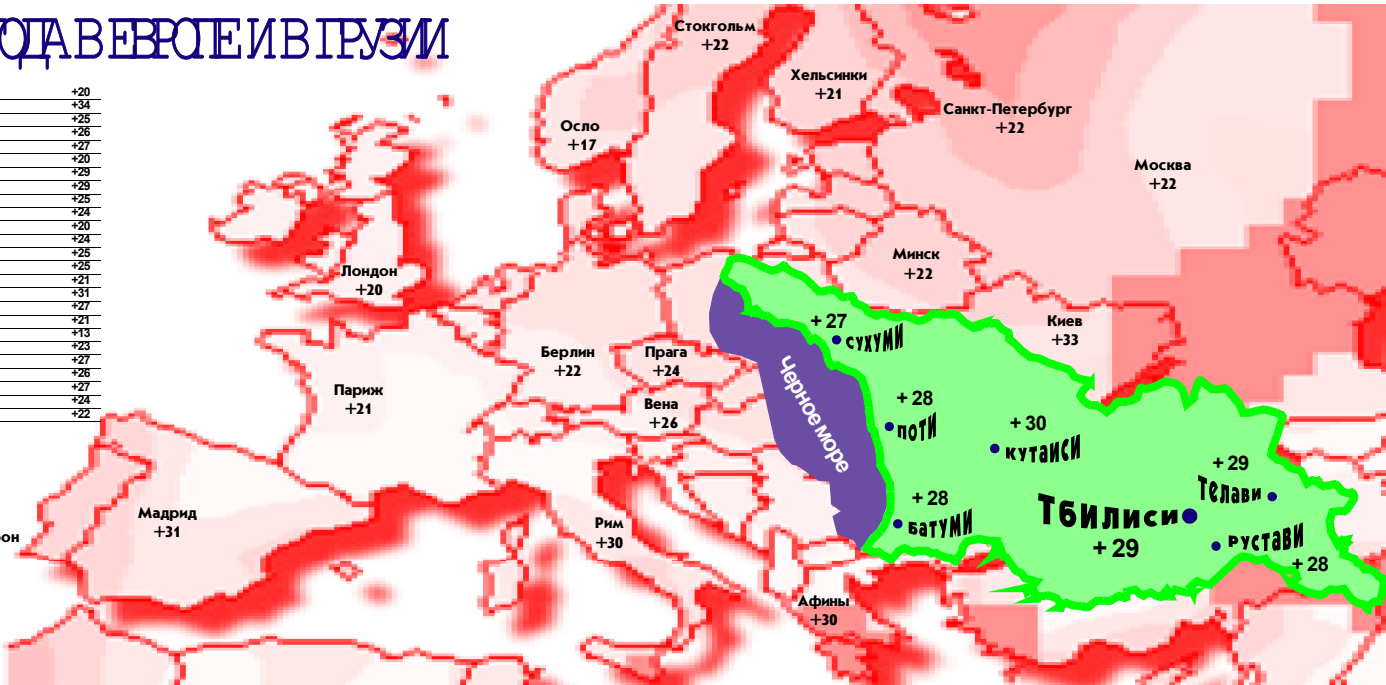 ОДА В ЕВРОПЕ И В ГРУЗИИ
+20
+34
+25
+26
+27
+20
+29
+29
+25
+24
+20
+24
+25
+25
+21
+31
+27
+21
+13
+23
+27
+26
+27
+24
+22
Стокгольм
+22
Хельсинки
+21
Санкт-Петербург
+22
Осло
+17
Москва
+22
Минск
+22
Лондон
+20
Киев
+33
+ 27
сухуми
Берлин
+22
Прага
+24
Париж
+21
Вена
+26
Черное море
+ 28
поти
+ 30
кутаиси
+ 29
Телави
Мадрид
+31
Рим
+30
+ 28
батуми
Тбилиси
+ 29
рустави
+ 28
он
Афины
+30